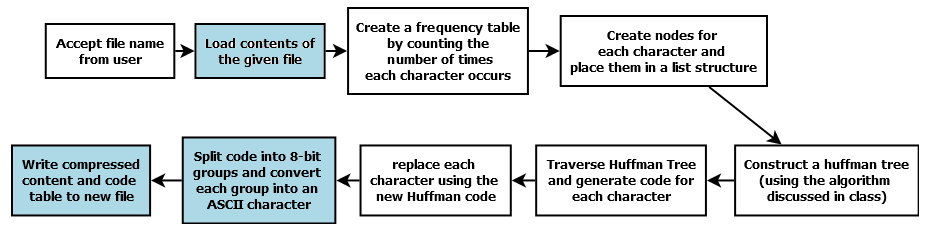 Accept file name
from user
Load contents of
the given file
Create a frequency table
by counting the
number of times
each character occurs
Create nodes for
each character and
place them in a list structure
Construct a huffman tree
(using the algorithm
discussed in class)
Traverse Huffman Tree
and generate code for
each character
replace each
character using the
new Huffman code
Split code into 8-bit
groups and convert
each group into an
ASCII character
Write compressed
content and code
table to new file